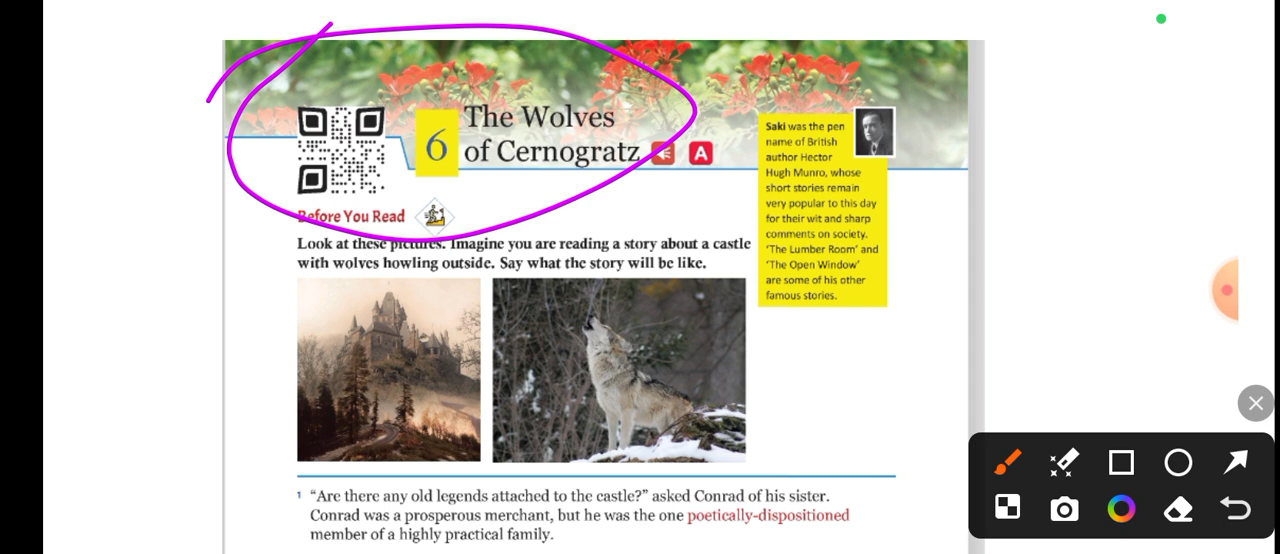 6
The Wolves
of Cernogratz
A
Saki was the pen
name of British
author Hector
Hugh Munro, whose
short stories remain
very popular to this day
for their wit and sharp
comments on society.
‘The Lumber Room’ and
‘The Open Window’
are some of his other
famous stories.
Before You Read
Look at these pictures. Imagine you are reading a story about a castle
with wolves howling outside. Say what the story will be like.
1 “Are there any old legends attached to the castle?” asked Conrad of his sister.
Conrad was a prosperous merchant, but he was the one poetically-dispositioned
member of a highly practical family.